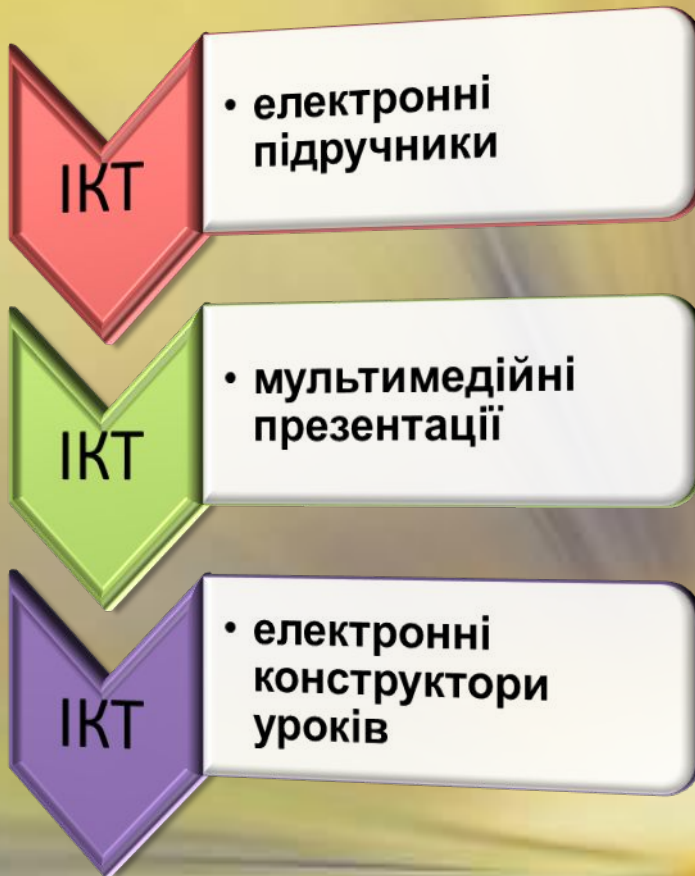 ІКТ
• електронні
підручники
ІКТ
• мультимедійні
презентації
ІКТ
• електронні
конструктори
уроків